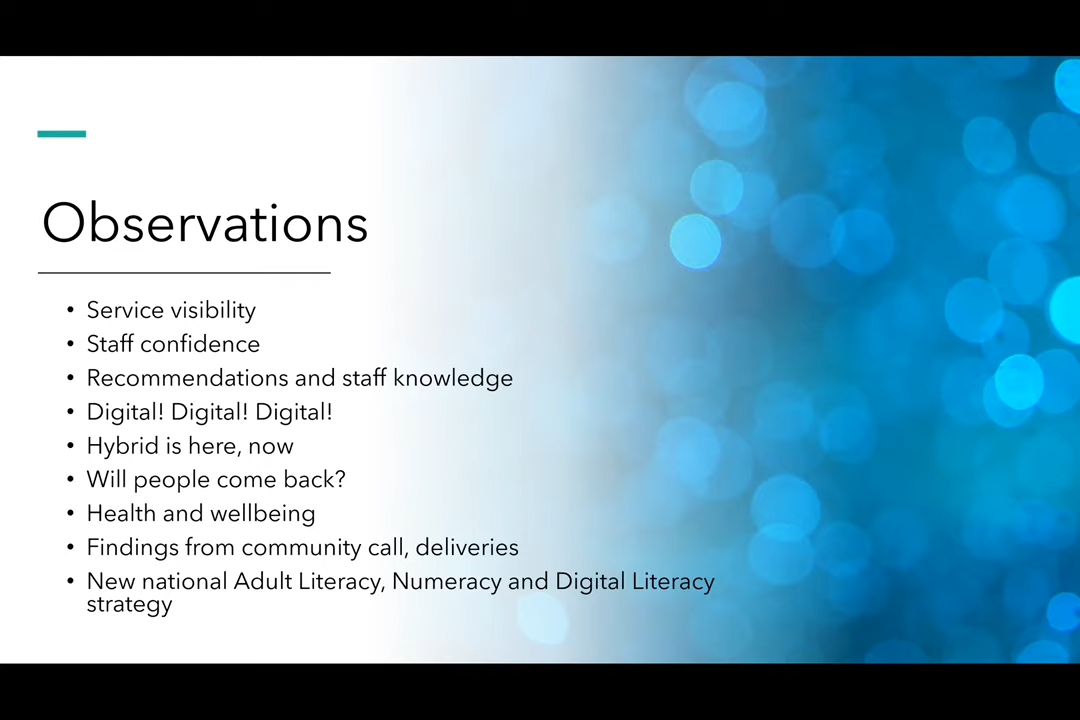 Observations
• Service visibility
• Staff confidence
• Recommendations and staff knowledge
• Digital! Digital! Digital!
• Hybrid is here, now
• Will people come back?
• Health and wellbeing
• Findings from community call, deliveries
• New national Adult Literacy, Numeracy and Digital Literacy
strategy